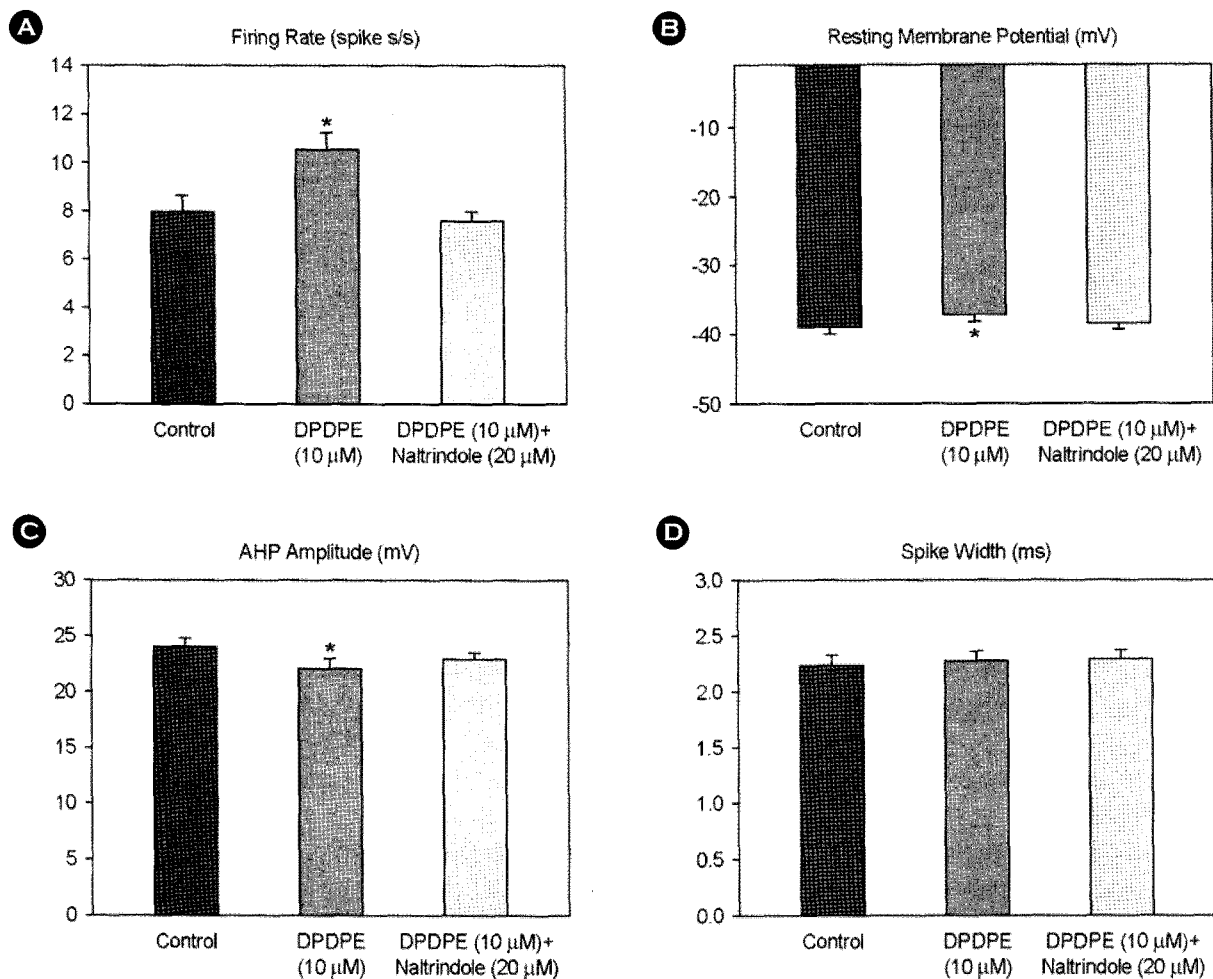 A
Firing Rate (spike s/s)
14
12
10
8
6
4
2
0
*
Control
DPDPE
(10 μM)
DPDPE (10 μM)+
Naltrindole (20 μM)
B
Resting Membrane Potential (mV)
-10
-20
-30
-40
-50
*
Control
DPDPE
(10 μM)
DPDPE (10 μM)+
Naltrindole (20 μM)
C
AHP Amplitude (mV)
30
25
20
15
10
5
0
*
Control
DPDPE
(10 μM)
DPDPE (10 μM)+
Naltrindole (20 μM)
D
Spike Width (ms)
3.0
2.5
2.0
1.5
1.0
0.5
0.0
Control
DPDPE
(10 μM)
DPDPE (10 μM)+
Naltrindole (20 μM)